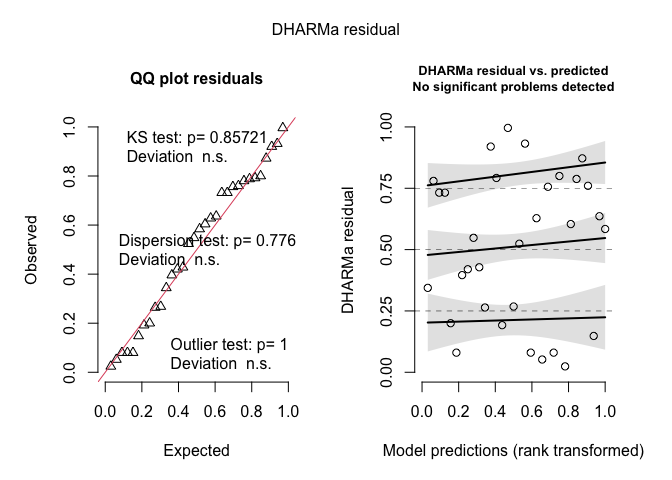 DHARMa residual
QQ plot residuals
KS test: p= 0.85721
Deviation n.s.
Dispersion test: p= 0.776
Deviation n.s.
Outlier test: p= 1
Deviation n.s.
Observed
0.0 0.2 0.4 0.6 0.8 1.0
0.0 0.2 0.4 0.6 0.8 1.0
Expected
DHARMa residual vs. predicted
No significant problems detected
DHARMa residual
0.00 0.25 0.50 0.75 1.00
0.0 0.2 0.4 0.6 0.8 1.0
Model predictions (rank transformed)